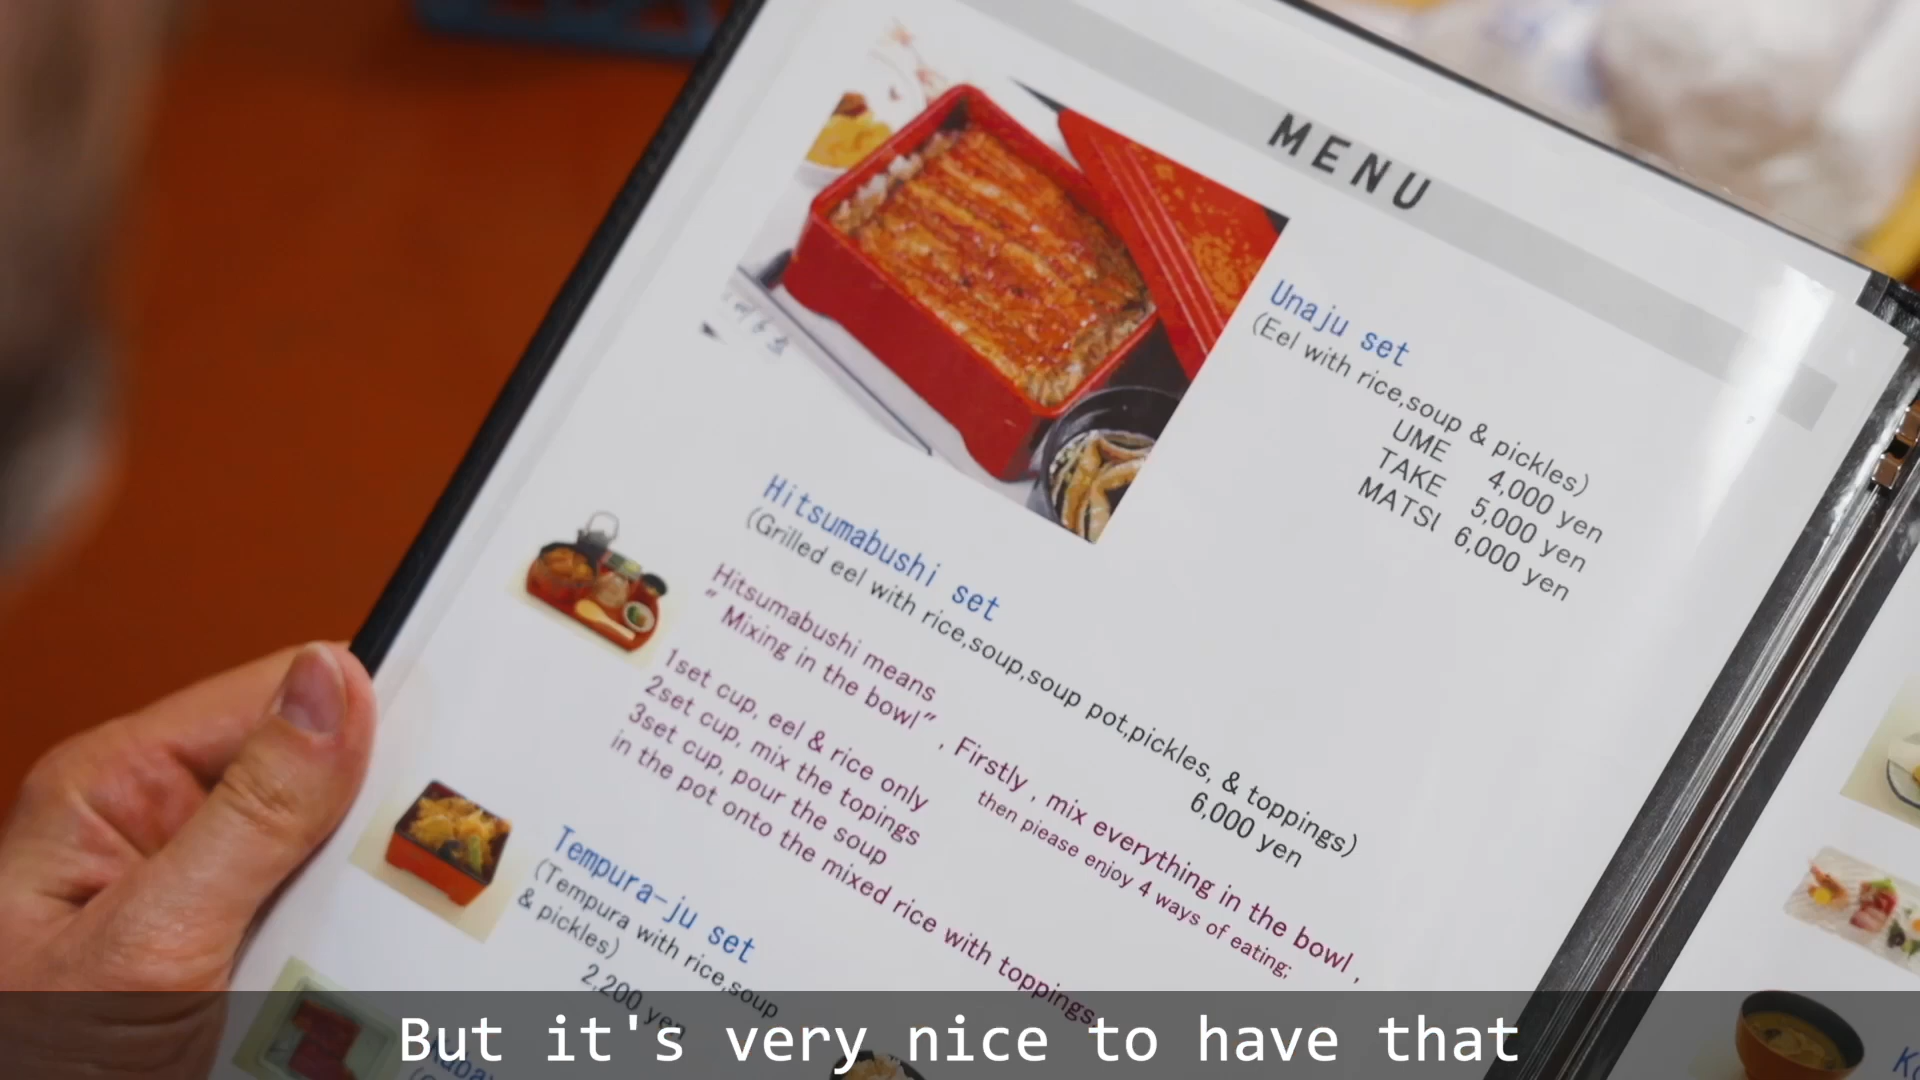 MENU
Unaju set
(Eel with rice,soup & pickles)
UME 4,000 yen
TAKE 5,000 yen
MATSU 6,000 yen
Hitsumabushi set
(Grilled eel with rice,soup,soup pot,pickles, & toppings)
6,000 yen
Hitsumabushi means
" Mixing in the bowl" , Firstly , mix everything in the bowl ,
then please enjoy 4 ways of eating;
1set cup, eel & rice only
2set cup, mix the topings
3set cup, pour the soup
in the pot onto the mixed rice with toppings.
Tempura-ju set
(Tempura with rice,soup
& pickles)
2,200 yen
But it's very nice to have that